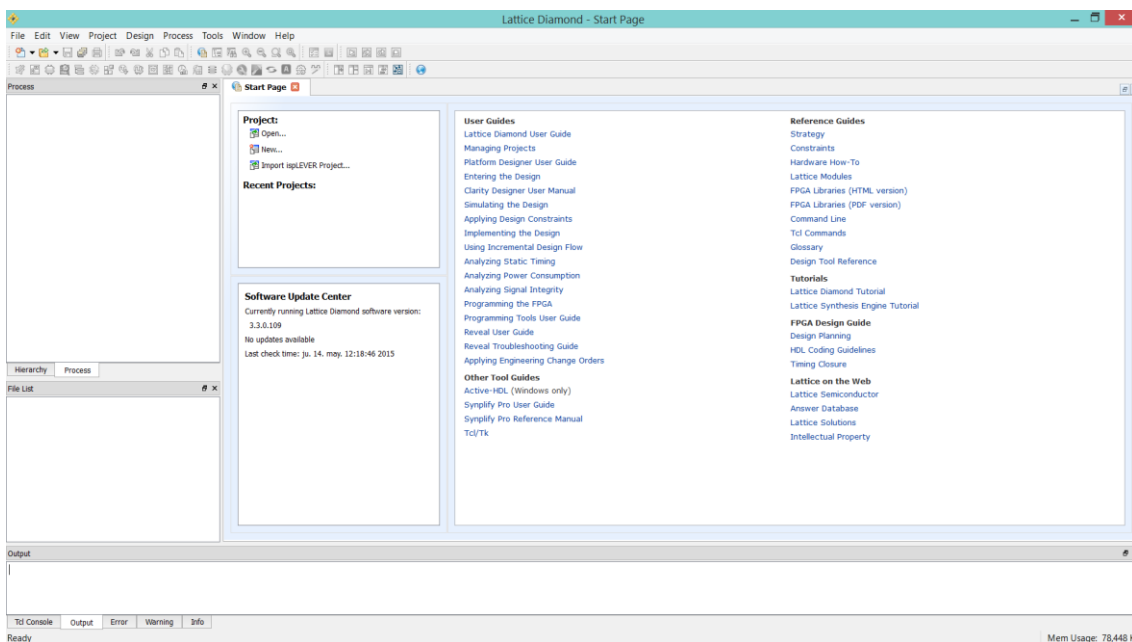 Lattice Diamond - Start Page
File Edit View Project Design Process Tools Window Help
Process
Start Page
Project:
Open...
New...
Import ispLEVER Project...
Recent Projects:
Software Update Center
Currently running Lattice Diamond software version:
3.3.0.109
No updates available
Last check time: ju. 14. may. 12:18:46 2015
User Guides
Lattice Diamond User Guide
Managing Projects
Platform Designer User Guide
Entering the Design
Clarity Designer User Manual
Simulating the Design
Applying Design Constraints
Implementing the Design
Using Incremental Design Flow
Analyzing Static Timing
Analyzing Power Consumption
Analyzing Signal Integrity
Programming the FPGA
Programming Tools User Guide
Reveal User Guide
Reveal Troubleshooting Guide
Applying Engineering Change Orders
Other Tool Guides
Active-HDL (Windows only)
Synplify Pro User Guide
Synplify Pro Reference Manual
Tcl/Tk
Reference Guides
Strategy
Constraints
Hardware How-To
Lattice Modules
FPGA Libraries (HTML version)
FPGA Libraries (PDF version)
Command Line
Tcl Commands
Glossary
Design Tool Reference
Tutorials
Lattice Diamond Tutorial
Lattice Synthesis Engine Tutorial
FPGA Design Guide
Design Planning
HDL Coding Guidelines
Timing Closure
Lattice on the Web
Lattice Semiconductor
Answer Database
Lattice Solutions
Intellectual Property
Hierarchy Process
File List
Output
Tcl Console Output Error Warning Info
Ready
Mem Usage: 78,448